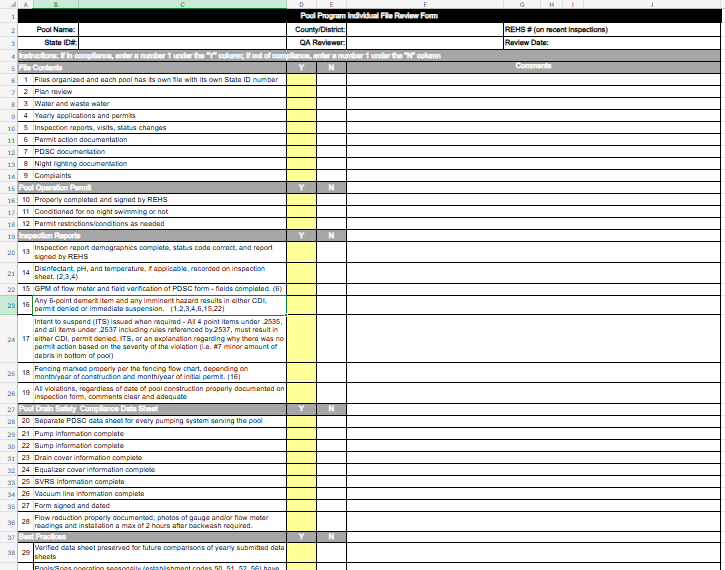 A B C D E F G H I J
1 Pool Program Individual File Review Form
2 Pool Name: County/District: REHS # (on recent inspections)
3 State ID#: QA Reviewer: Review Date:
4 Instructions: If in compliance, enter a number 1 under the "Y" column; if out of compliance, enter a number 1 under the "N" column
5 File Contents Y N Comments
6 1 Files organized and each pool has its own file with its own State ID number
7 2 Plan review
8 3 Water and waste water
9 4 Yearly applications and permits
10 5 Inspection reports, visits, status changes
11 6 Permit action documentation
12 7 PDSC documentation
13 8 Night lighting documentation
14 9 Complaints
15 Pool Operation Permit Y N
16 10 Properly completed and signed by REHS
17 11 Conditioned for no night swimming or not
18 12 Permit restrictions/conditions as needed
19 Inspection Reports Y N
20 13 Inspection report demographics complete, status code correct, and report
signed by REHS
21 14 Disinfectant, pH, and temperature, if applicable, recorded on inspection
sheet. (2,3,4)
22 15 GPM of flow meter and field verification of PDSC form - fields completed. (6)
23 16 Any 6-point demerit item and any imminent hazard results in either CDI,
permit denied or immediate suspension. (1,2,3,4,6,15,22)
24 17 Intent to suspend (ITS) issued when required - All 4 point items under .2535,
and all items under .2537 including rules referenced by.2537, must result in
either CDI, permit denied, ITS, or an explanation regarding why there was no
permit action based on the severity of the violation (i.e. #7 minor amount of
debris in bottom of pool)
25 18 Fencing marked properly per the fencing flow chart, depending on
month/year of construction and month/year of initial permit. (16)
26 19 All violations, regardless of date of pool construction properly documented on
inspection form, comments clear and adequate
27 Pool Drain Safety Compliance Data Sheet Y N
28 20 Separate PDSC data sheet for every pumping system serving the pool
29 21 Pump information complete
30 22 Sump information complete
31 23 Drain cover information complete
32 24 Equalizer cover information complete
33 25 SVRS information complete
34 26 Vacuum line information complete
35 27 Form signed and dated
36 28 Flow reduction properly documented; photos of gauge and/or flow meter
readings and installation a max of 2 hours after backwash required.
37 Best Practices Y N
38 29 Verified data sheet preserved for future comparisons of yearly submitted data
sheets
Pools/Spas operating seasonally (establishment codes 50, 51, 52, 56) have